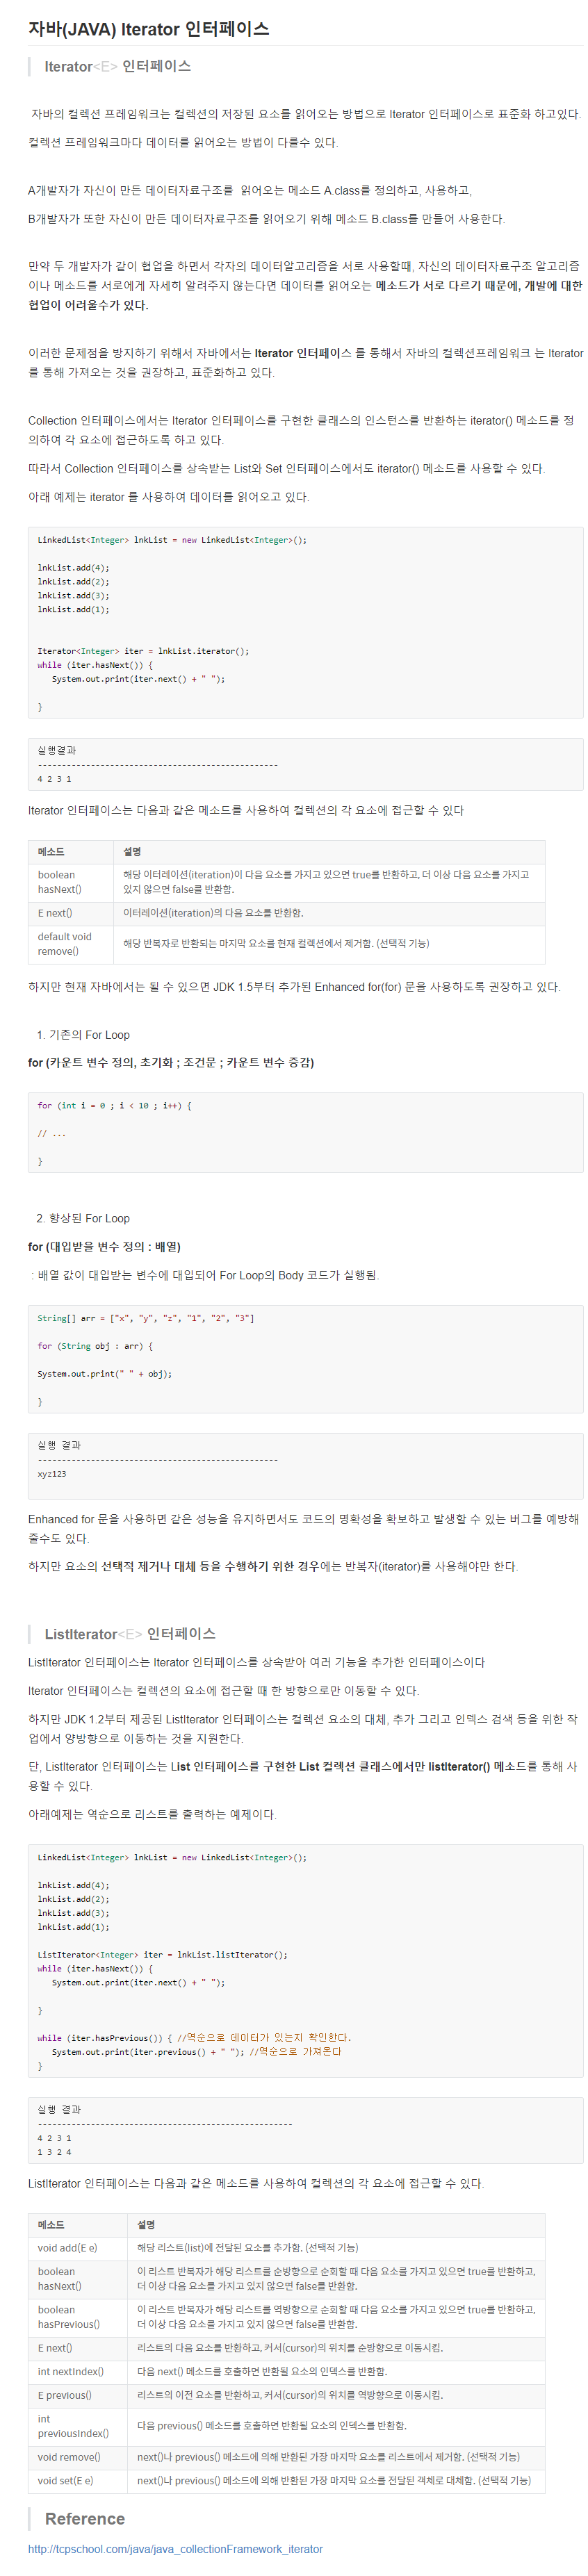 자바(JAVA) Iterator 인터페이스
Iterator<E> 인터페이스
자바의 컬렉션 프레임워크는 컬렉션의 저장된 요소를 읽어오는 방법으로 Iterator 인터페이스로 표준화 하고있다.
컬렉션 프레임워크마다 데이터를 읽어오는 방법이 다를수 있다.
A개발자가 자신이 만든 데이터자료구조를 읽어오는 메소드 A.class를 정의하고, 사용하고,
B개발자가 또한 자신이 만든 데이터자료구조를 읽어오기 위해 메소드 B.class를 만들어 사용한다.
만약 두 개발자가 같이 협업을 하면서 각자의 데이터알고리즘을 서로 사용할때, 자신의 데이터자료구조 알고리즘
이나 메소드를 서로에게 자세히 알려주지 않는다면 데이터를 읽어오는 메소드가 서로 다르기 때문에, 개발에 대한
협업이 어려울수가 있다.
이러한 문제점을 방지하기 위해서 자바에서는 Iterator 인터페이스 를 통해서 자바의 컬렉션프레임워크 는 Iterator
를 통해 가져오는 것을 권장하고, 표준화하고 있다.
Collection 인터페이스에서는 Iterator 인터페이스를 구현한 클래스의 인스턴스를 반환하는 iterator() 메소드를 정
의하여 각 요소에 접근하도록 하고 있다.
따라서 Collection 인터페이스를 상속받는 List와 Set 인터페이스에서도 iterator() 메소드를 사용할 수 있다.
아래 예제는 iterator 를 사용하여 데이터를 읽어오고 있다.
LinkedList<Integer> lnkList = new LinkedList<Integer>();
lnkList.add(4);
lnkList.add(2);
lnkList.add(3);
lnkList.add(1);
Iterator<Integer> iter = lnkList.iterator();
while (iter.hasNext()) {
System.out.print(iter.next() + " ");
}
실행결과
------------------------------------------------
4 2 3 1
Iterator 인터페이스는 다음과 같은 메소드를 사용하여 컬렉션의 각 요소에 접근할 수 있다
메소드 설명
boolean
hasNext()
해당 이터레이션(iteration)이 다음 요소를 가지고 있으면 true를 반환하고, 더 이상 다음 요소를 가지고
있지 않으면 false를 반환함.
E next() 이터레이션(iteration)의 다음 요소를 반환함.
default void
remove()
해당 반복자로 반환되는 마지막 요소를 현재 컬렉션에서 제거함. (선택적 기능)
하지만 현재 자바에서는 될 수 있으면 JDK 1.5부터 추가된 Enhanced for(for) 문을 사용하도록 권장하고 있다.
1. 기존의 For Loop
for (카운트 변수 정의, 초기화 ; 조건문 ; 카운트 변수 증감)
for (int i = 0 ; i < 10 ; i++) {
// ...
}
2. 향상된 For Loop
for (대입받을 변수 정의 : 배열)
: 배열 값이 대입받는 변수에 대입되어 For Loop의 Body 코드가 실행됨.
String[] arr = ["x", "y", "z", "1", "2", "3"]
for (String obj : arr) {
System.out.print(" " + obj);
}
실행 결과
------------------------------------------------
xyz123
Enhanced for 문을 사용하면 같은 성능을 유지하면서도 코드의 명확성을 확보하고 발생할 수 있는 버그를 예방해
줄수도 있다.
하지만 요소의 선택적 제거나 대체 등을 수행하기 위한 경우에는 반복자(iterator)를 사용해야만 한다.
ListIterator<E> 인터페이스
ListIterator 인터페이스는 Iterator 인터페이스를 상속받아 여러 기능을 추가한 인터페이스이다
Iterator 인터페이스는 컬렉션의 요소에 접근할 때 한 방향으로만 이동할 수 있다.
하지만 JDK 1.2부터 제공된 ListIterator 인터페이스는 컬렉션 요소의 대체, 추가 그리고 인덱스 검색 등을 위한 작
업에서 양방향으로 이동하는 것을 지원한다.
단, ListIterator 인터페이스는 List 인터페이스를 구현한 List 컬렉션 클래스에서만 listIterator() 메소드를 통해 사
용할 수 있다.
아래예제는 역순으로 리스트를 출력하는 예제이다.
LinkedList<Integer> lnkList = new LinkedList<Integer>();
lnkList.add(4);
lnkList.add(2);
lnkList.add(3);
lnkList.add(1);
ListIterator<Integer> iter = lnkList.listIterator();
while (iter.hasNext()) {
System.out.print(iter.next() + " ");
}
while (iter.hasPrevious()) { //역순으로 데이터가 있는지 확인한다.
System.out.print(iter.previous() + " "); //역순으로 가져온다
}
실행 결과
---------------------------------------------------
4 2 3 1
1 3 2 4
ListIterator 인터페이스는 다음과 같은 메소드를 사용하여 컬렉션의 각 요소에 접근할 수 있다.
메소드 설명
void add(E e) 해당 리스트(list)에 전달된 요소를 추가함. (선택적 기능)
boolean
hasNext()
이 리스트 반복자가 해당 리스트를 순방향으로 순회할 때 다음 요소를 가지고 있으면 true를 반환하고,
더 이상 다음 요소를 가지고 있지 않으면 false를 반환함.
boolean
hasPrevious()
이 리스트 반복자가 해당 리스트를 역방향으로 순회할 때 다음 요소를 가지고 있으면 true를 반환하고,
더 이상 다음 요소를 가지고 있지 않으면 false를 반환함.
E next() 리스트의 다음 요소를 반환하고, 커서(cursor)의 위치를 순방향으로 이동시킴.
int nextIndex() 다음 next() 메소드를 호출하면 반환될 요소의 인덱스를 반환함.
E previous() 리스트의 이전 요소를 반환하고, 커서(cursor)의 위치를 역방향으로 이동시킴.
int
previousIndex()
다음 previous() 메소드를 호출하면 반환될 요소의 인덱스를 반환함.
void remove() next()나 previous() 메소드에 의해 반환된 가장 마지막 요소를 리스트에서 제거함. (선택적 기능)
void set(E e) next()나 previous() 메소드에 의해 반환된 가장 마지막 요소를 전달된 객체로 대체함. (선택적 기능)
Reference
http://tcpschool.com/java/java_collectionFramework_iterator